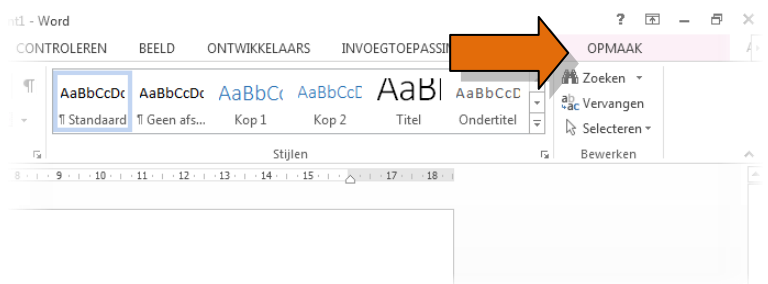 nt1 - Word ?
CONTROLEREN BEELD ONTWIKKELAARS INVOEGTOEPASSIN OPMAAK
¶ AaBbCcDc AaBbCcDc AaBbCc AaBbCcD AaBl AaBbCcD Zoeken
¶ Standaard ¶ Geen afs... Kop 1 Kop 2 Titel Ondertitel Vervangen
Selecteren
Stijlen Bewerken
8 9 10 11 12 13 14 15 17 18